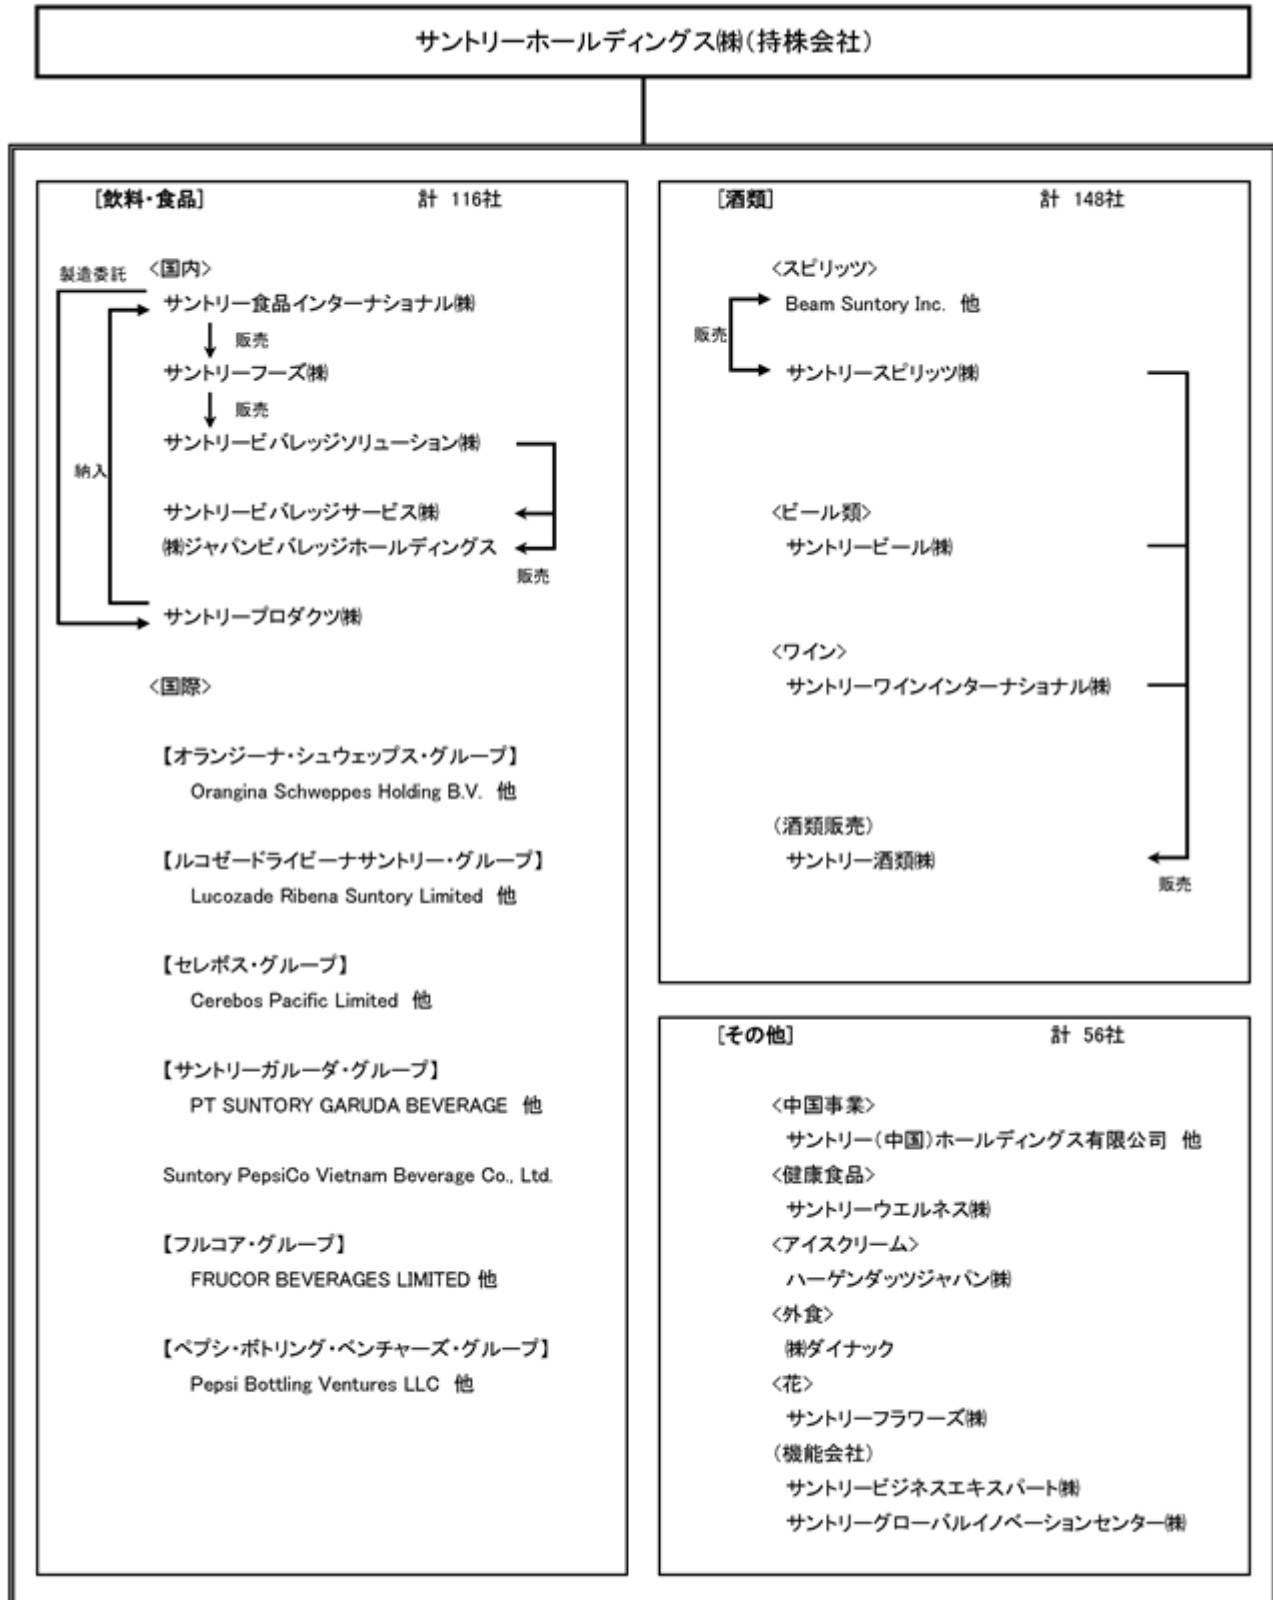 サントリーホールディングス㈱(持株会社)
[飲料・食品] 計 116社
<国内>
製造委託
サントリー食品インターナショナル㈱
販売
サントリーフーズ㈱
販売
サントリービバレッジソリューション㈱
納入
サントリービバレッジサービス㈱
㈱ジャパンビバレッジホールディングス
販売
サントリープロダクツ㈱
<国際>
【オランジーナ・シュウェップス・グループ】
Orangina Schweppes Holding B.V. 他
【ルコゼードライビーナサントリー・グループ】
Lucozade Ribena Suntory Limited 他
【セレボス・グループ】
Cerebos Pacific Limited 他
【サントリーガルーダ・グループ】
PT SUNTORY GARUDA BEVERAGE 他
Suntory PepsiCo Vietnam Beverage Co., Ltd.
【フルコア・グループ】
FRUCOR BEVERAGES LIMITED 他
【ペプシ・ボトリング・ベンチャーズ・グループ】
Pepsi Bottling Ventures LLC 他
[酒類] 計 148社
<スピリッツ>
Beam Suntory Inc. 他
販売
サントリースピリッツ㈱
<ビール類>
サントリービール㈱
<ワイン>
サントリーワインインターナショナル㈱
(酒類販売)
サントリー酒類㈱
販売
[その他] 計 56社
<中国事業>
サントリー(中国)ホールディングス有限公司 他
<健康食品>
サントリーウエルネス㈱
<アイスクリーム>
ハーゲンダッツジャパン㈱
<外食>
㈱ダイナック
<花>
サントリーフラワーズ㈱
(機能会社)
サントリービジネスエキスパート㈱
サントリーグローバルイノベーションセンター㈱